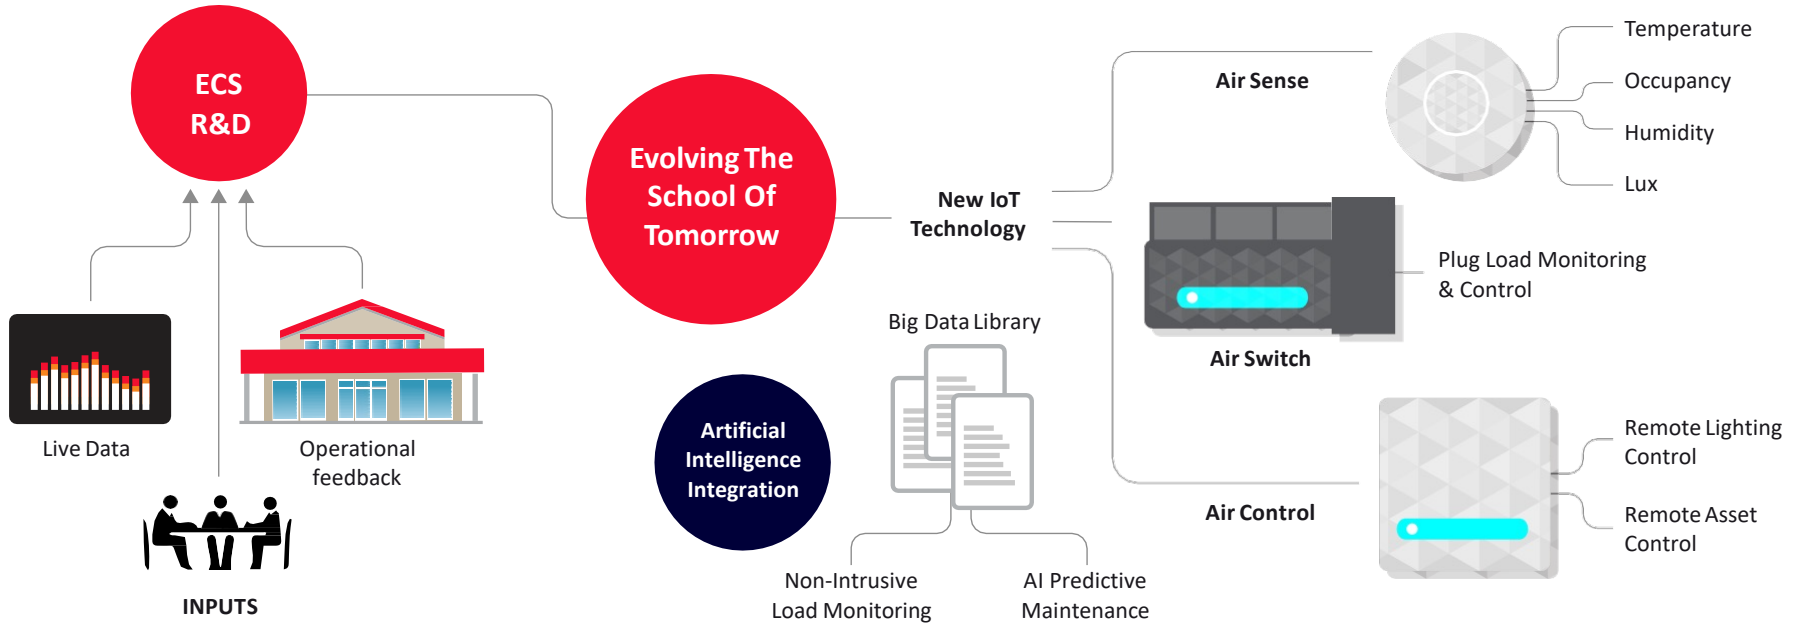 ECS
R&D
Live Data
Operational
feedback
INPUTS
Evolving The
School Of
Tomorrow
Artificial
Intelligence
Integration
Big Data Library
Non-Intrusive
Load Monitoring
AI Predictive
Maintenance
New IoT
Technology
Air Sense
Temperature
Occupancy
Humidity
Lux
Air Switch
Plug Load Monitoring
& Control
Air Control
Remote Lighting
Control
Remote Asset
Control